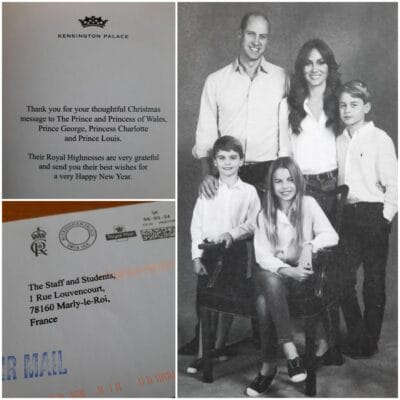 KENSINGTON PALACE
Thank you for your thoughtful Christmas
message to The Prince and Princess of Wales,
Prince George, Princess Charlotte
and Prince Louis.
Their Royal Highnesses are very grateful
and send you their best wishes for
a very Happy New Year.
Royal Mail
The Staff and Students,
1 Rue Louvencourt,
78160 Marly-le-Roi,
France
MAIL